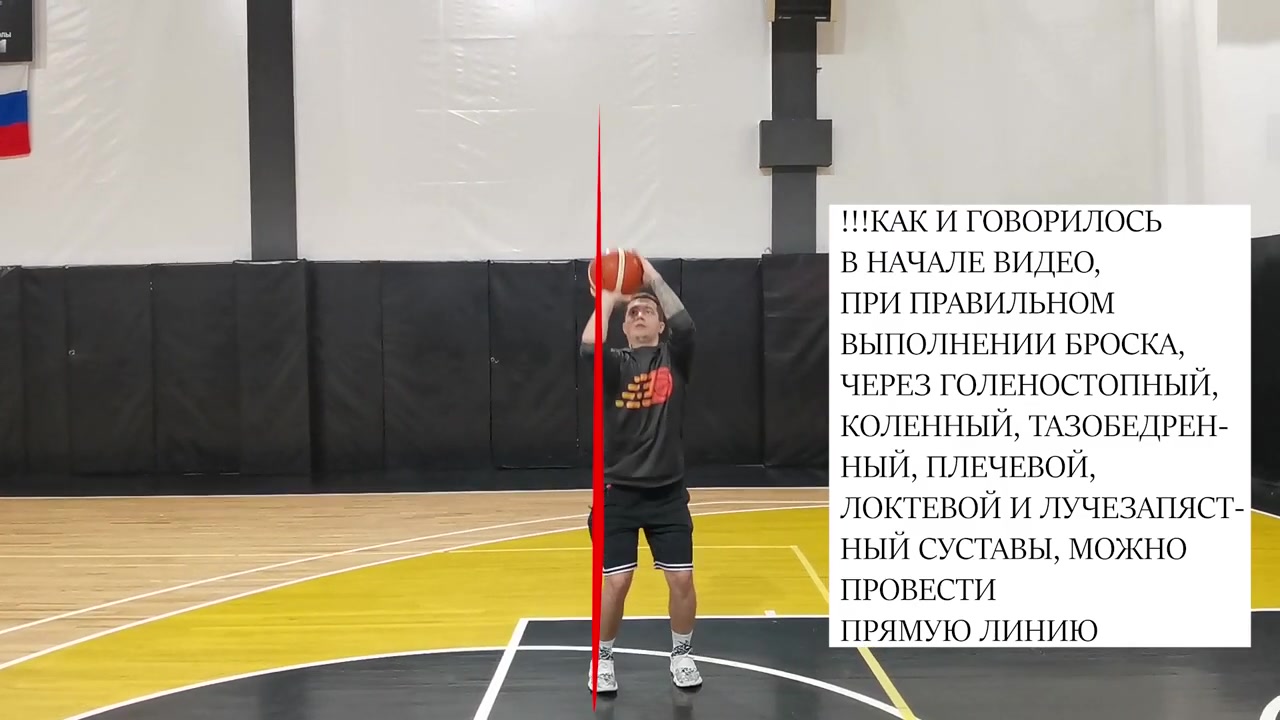 !!!КАК И ГОВОРИЛОСЬ
В НАЧАЛЕ ВИДЕО,
ПРИ ПРАВИЛЬНОМ
ВЫПОЛНЕНИИ БРОСКА,
ЧЕРЕЗ ГОЛЕНОСТОПНЫЙ,
КОЛЕННЫЙ, ТАЗОБЕДРЕН-
НЫЙ, ПЛЕЧЕВОЙ,
ЛОКТЕВОЙ И ЛУЧЕЗАПЯСТ-
НЫЙ СУСТАВЫ, МОЖНО
ПРОВЕСТИ
ПРЯМУЮ ЛИНИЮ